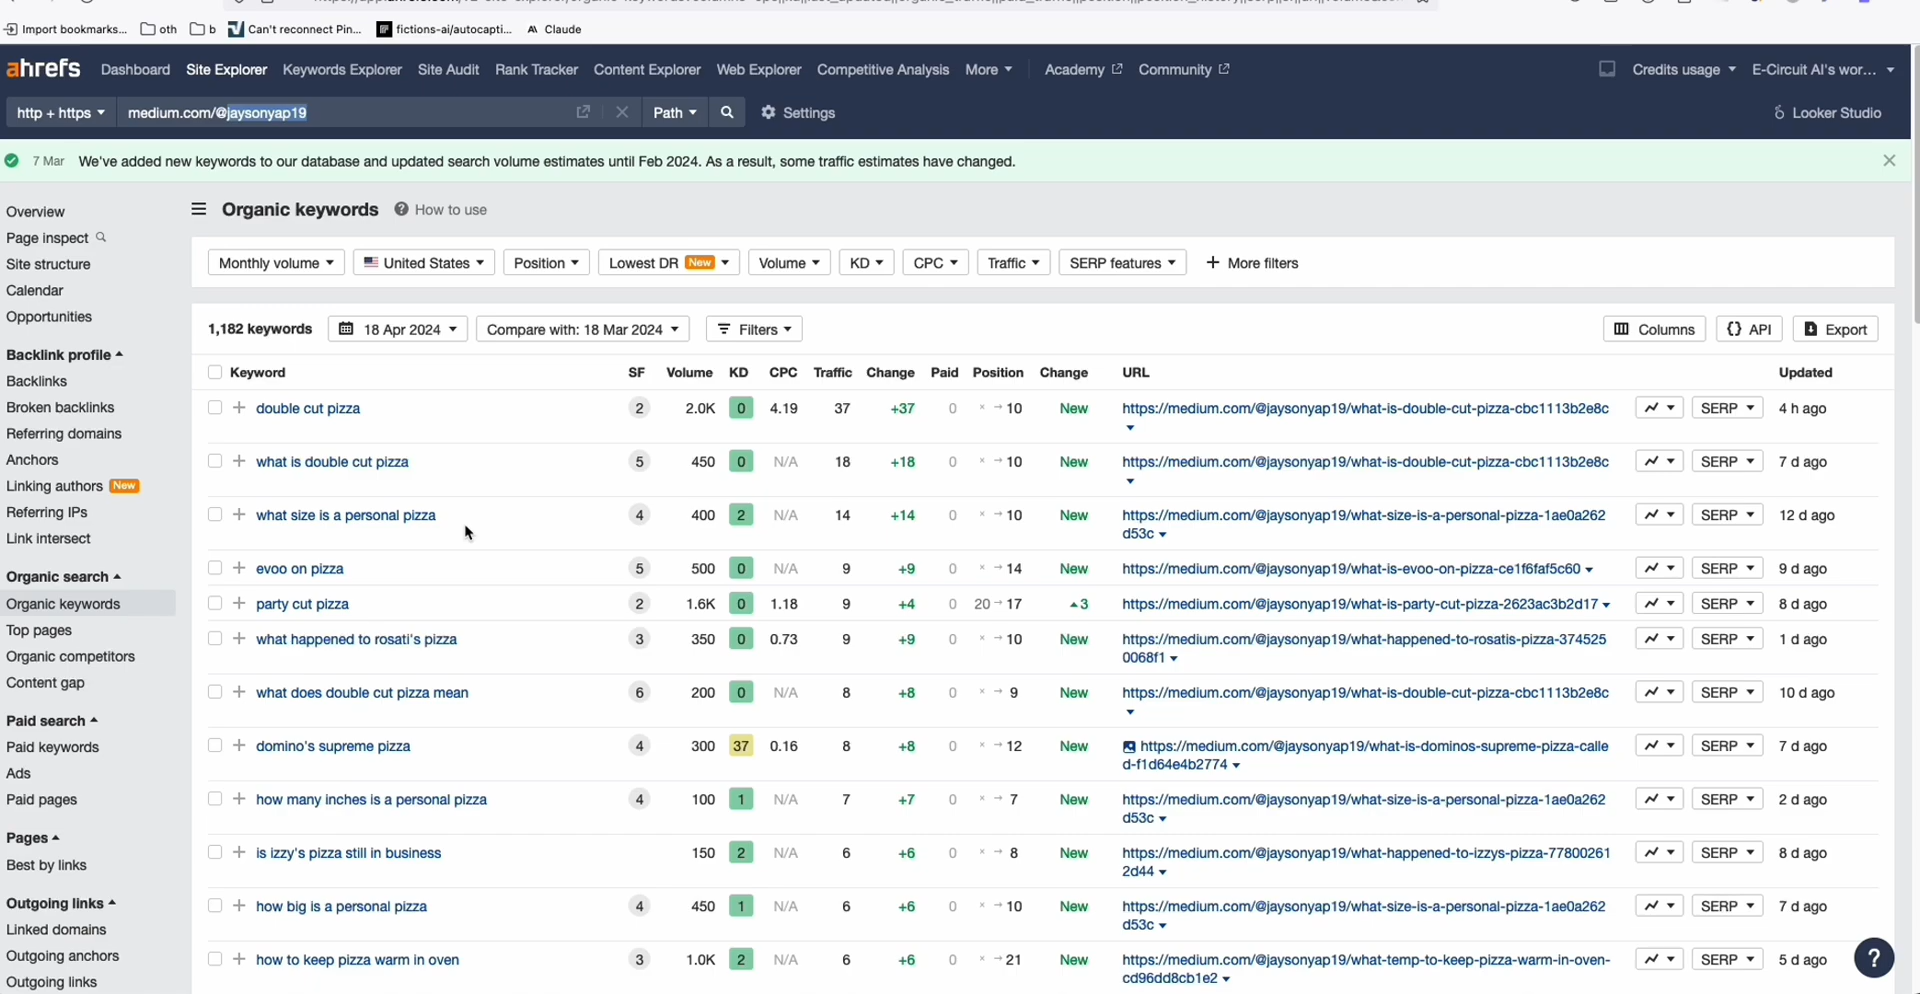 Import bookmarks...
oth
b
Can't reconnect Pin...
fictions-ai/autocapti...
Claude
ahrefs
Dashboard
Site Explorer
Keywords Explorer
Site Audit
Rank Tracker
Content Explorer
Web Explorer
Competitive Analysis
More
Academy
Community
Credits usage
E-Circuit AI's wor...
http + https
medium.com/@jaysonyap19
Path
Settings
Looker Studio
7 Mar We've added new keywords to our database and updated search volume estimates until Feb 2024. As a result, some traffic estimates have changed.
Overview
Page inspect
Site structure
Calendar
Opportunities
Backlink profile
Backlinks
Broken backlinks
Referring domains
Anchors
Linking authors New
Referring IPs
Link intersect
Organic search
Organic keywords
Top pages
Organic competitors
Content gap
Paid search
Paid keywords
Ads
Paid pages
Pages
Best by links
Outgoing links
Linked domains
Outgoing anchors
Outgoing links
Organic keywords ? How to use
Monthly volume
United States
Position
Lowest DR New
Volume
KD
CPC
Traffic
SERP features
+ More filters
1,182 keywords
18 Apr 2024
Compare with: 18 Mar 2024
Filters
Columns
{} API
Export
Keyword SF Volume KD CPC Traffic Change Paid Position Change URL Updated
+ double cut pizza 2 2.0K 0 4.19 37 +37 0 × → 10 New https://medium.com/@jaysonyap19/what-is-double-cut-pizza-cbc1113b2e8c SERP 4 h ago
+ what is double cut pizza 5 450 0 N/A 18 +18 0 × → 10 New https://medium.com/@jaysonyap19/what-is-double-cut-pizza-cbc1113b2e8c SERP 7 d ago
+ what size is a personal pizza 4 400 2 N/A 14 +14 0 × → 10 New https://medium.com/@jaysonyap19/what-size-is-a-personal-pizza-1ae0a262 SERP 12 d ago
d53c
+ evoo on pizza 5 500 0 N/A 9 +9 0 × → 14 New https://medium.com/@jaysonyap19/what-is-evoo-on-pizza-ce1f6faf5c60 SERP 9 d ago
+ party cut pizza 2 1.6K 0 1.18 9 +4 0 20 → 17 3 https://medium.com/@jaysonyap19/what-is-party-cut-pizza-2623ac3b2d17 SERP 8 d ago
+ what happened to rosati's pizza 3 350 0 0.73 9 +9 0 × → 10 New https://medium.com/@jaysonyap19/what-happened-to-rosatis-pizza-374525 SERP 1 d ago
0068f1
+ what does double cut pizza mean 6 200 0 N/A 8 +8 0 × → 9 New https://medium.com/@jaysonyap19/what-is-double-cut-pizza-cbc1113b2e8c SERP 10 d ago
+ domino's supreme pizza 4 300 37 0.16 8 +8 0 × → 12 New https://medium.com/@jaysonyap19/what-is-dominos-supreme-pizza-calle SERP 7 d ago
d-f1d64e4b2774
+ how many inches is a personal pizza 4 100 1 N/A 7 +7 0 × → 7 New https://medium.com/@jaysonyap19/what-size-is-a-personal-pizza-1ae0a262 SERP 2 d ago
d53c
+ is izzy's pizza still in business 150 2 N/A 6 +6 0 × → 8 New https://medium.com/@jaysonyap19/what-happened-to-izzys-pizza-77800261 SERP 8 d ago
2d44
+ how big is a personal pizza 4 450 1 N/A 6 +6 0 × → 10 New https://medium.com/@jaysonyap19/what-size-is-a-personal-pizza-1ae0a262 SERP 7 d ago
d53c
+ how to keep pizza warm in oven 3 1.0K 2 N/A 6 +6 0 × → 21 New https://medium.com/@jaysonyap19/what-temp-to-keep-pizza-warm-in-oven- SERP 5 d ago
cd96dd8cb1e2
?